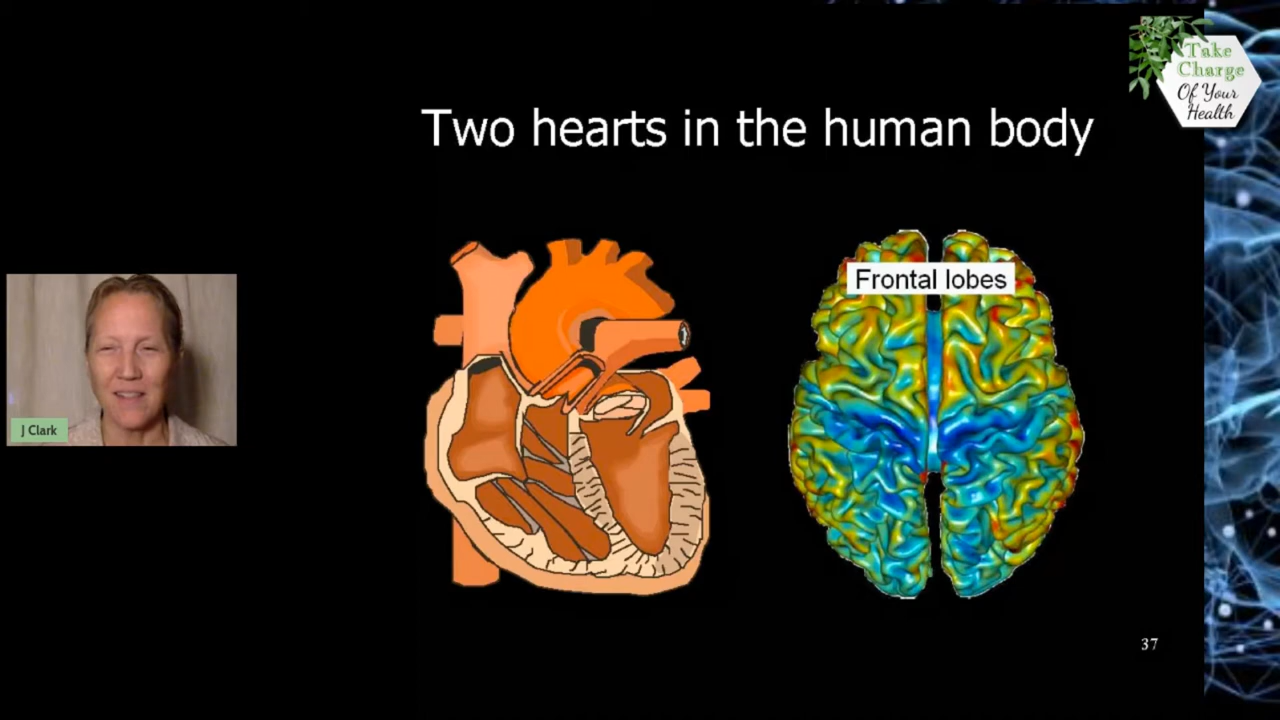 Two hearts in the human body
Take
Charge
Of Your
Health
Frontal lobes
J Clark
37